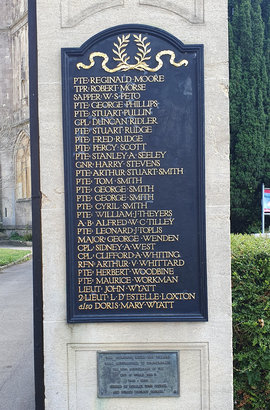 PTE·REGINALD·MOORE
TPR·ROBERT·MORSE
SAPPER·W·S·PETO
PTE·GEORGE·PHILLIPS
PTE·STUART·PULLIN
CPL·DUNCAN·RIDLER
PTE·STUART·RUDGE
PTE·FRED·RUDGE
PTE·PERCY·SCOTT
PTE·STANLEY·A·SEELEY
GNR·HARRY·STEVENS
PTE·ARTHUR·STUART·SMITH
PTE·TOM·SMITH
PTE·GEORGE·SMITH
PTE·GEORGE·SMITH
PTE·CYRIL·SMITH
PTE·WILLIAM·J·THEYERS
A·B·ALFRED·W·G·TILLEY
PTE·LEONARD·J·TOPLIS
MAJOR·GEORGE·WENDEN
CPL·SIDNEY·A·WEST
CPL·CLIFFORD·A·WHITING
RFN·ARTHUR·V·WHITTARD
PTE·HERBERT·WOODBINE
PTE·MAURICE·WORKMAN
LIEUT·JOHN·WYATT
2·LIEUT·L·D'ESTELLE·LOXTON
also DORIS·MARY·WYATT